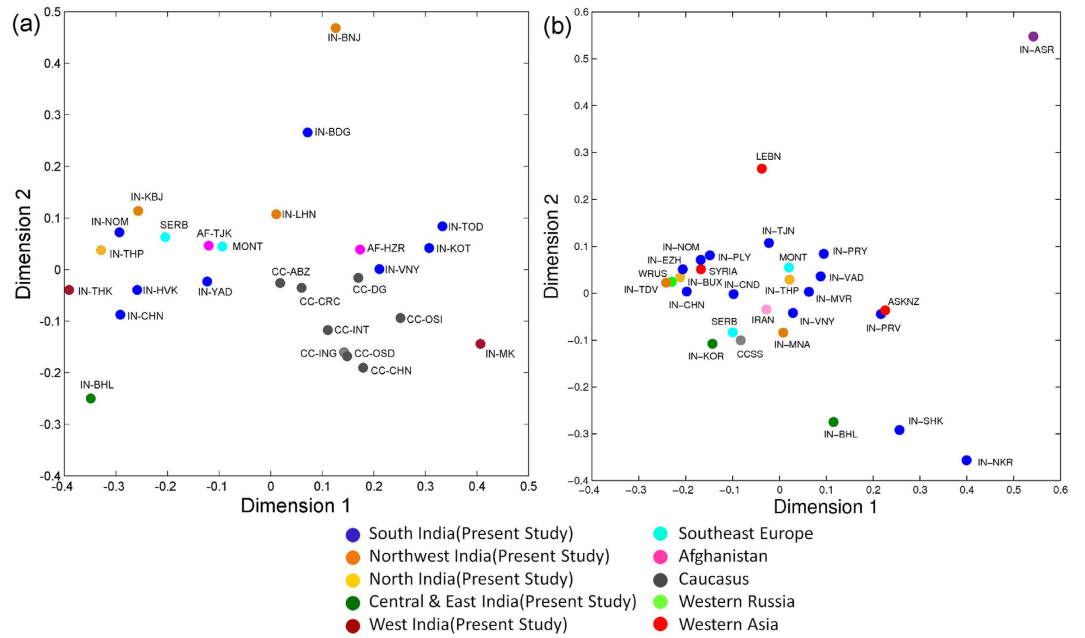 (a)
Dimension 2
0.5
0.4
0.3
0.2
0.1
0
-0.1
-0.2
-0.3
0.4
IN-BNJ
IN-BDG
IN-KBJ
IN-LHN
IN-NOM
SERB
AF-TJK
MONT
IN-THP
AF-HZR
IN-TOD
IN-KOT
IN-VNY
CC-ABZ
CC-DG
CC-CRC
IN-THK
IN-HVK
IN-YAD
IN-CHN
CC-INT
CC-OSI
CC-ING
CC-OSD
CC-CHN
IN-MK
IN-BHL
-0.4 -0.3 -0.2 -0.1 0 0.1 0.2 0.3 0.4 0.5
Dimension 1
(b)
Dimension 2
0.6
0.5
0.4
0.3
0.2
0.1
0
-0.1
-0.2
-0.3
-0.4
IN-ASR
LEBN
IN-TJN
IN-NOM
IN-PLY
IN-PRY
IN-EZH
MONT
WRUS
SYRIA
IN-VAD
IN-TDV
IN-BUX
IN-CND
IN-THP
IN-CHN
IN-MVR
ASKNZ
SERB
IRAN
IN-VNY
IN-PRV
IN-KOR
CCSS
IN-MNA
IN-BHL
IN-SHK
IN-NKR
-0.4 -0.3 -0.2 -0.1 0 0.1 0.2 0.3 0.4 0.5 0.6
Dimension 1
South India(Present Study)
Northwest India(Present Study)
North India(Present Study)
Central & East India(Present Study)
West India(Present Study)
Southeast Europe
Afghanistan
Caucasus
Western Russia
Western Asia